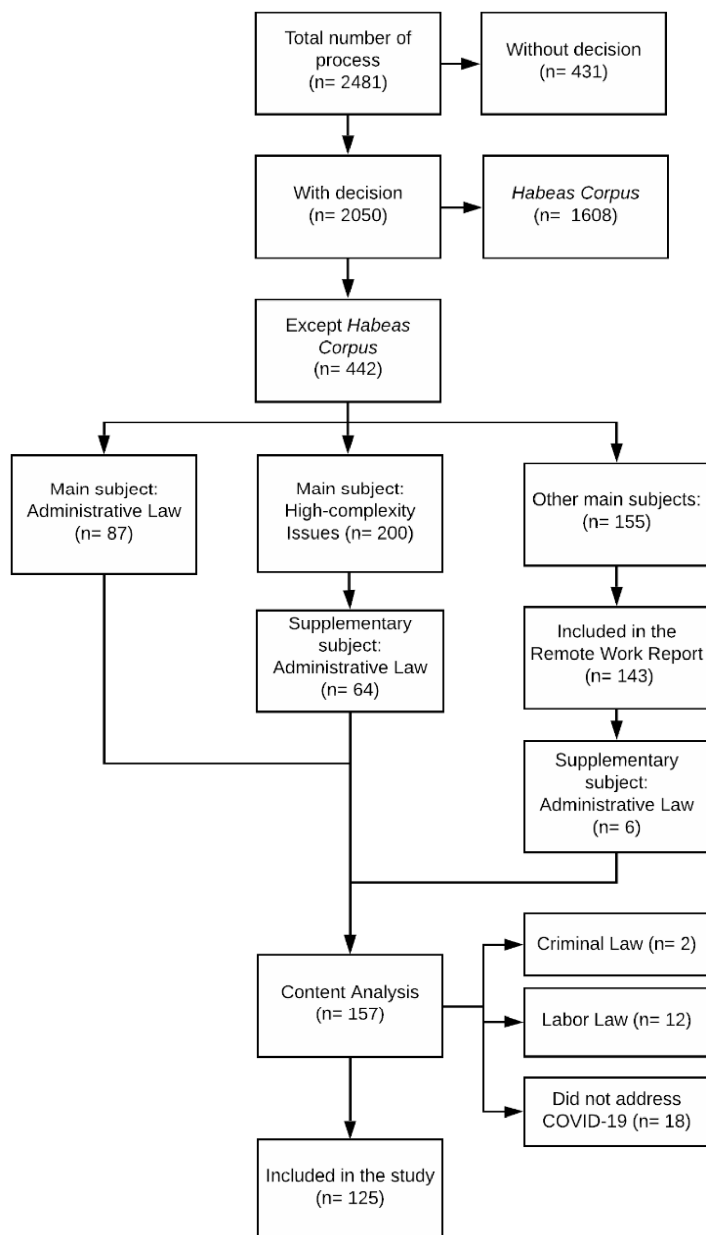 Total number of
process
(n= 2481)
Without decision
(n= 431)
With decision
(n= 2050)
Habeas Corpus
(n= 1608)
Except Habeas
Corpus
(n= 442)
Main subject:
Administrative Law
(n= 87)
Main subject:
High-complexity
Issues (n= 200)
Other main subjects:
(n= 155)
Supplementary
subject:
Administrative Law
(n= 64)
Included in the
Remote Work Report
(n= 143)
Supplementary
subject:
Administrative Law
(n= 6)
Content Analysis
(n= 157)
Criminal Law (n= 2)
Labor Law (n= 12)
Did not address
COVID-19 (n= 18)
Included in the study
(n= 125)